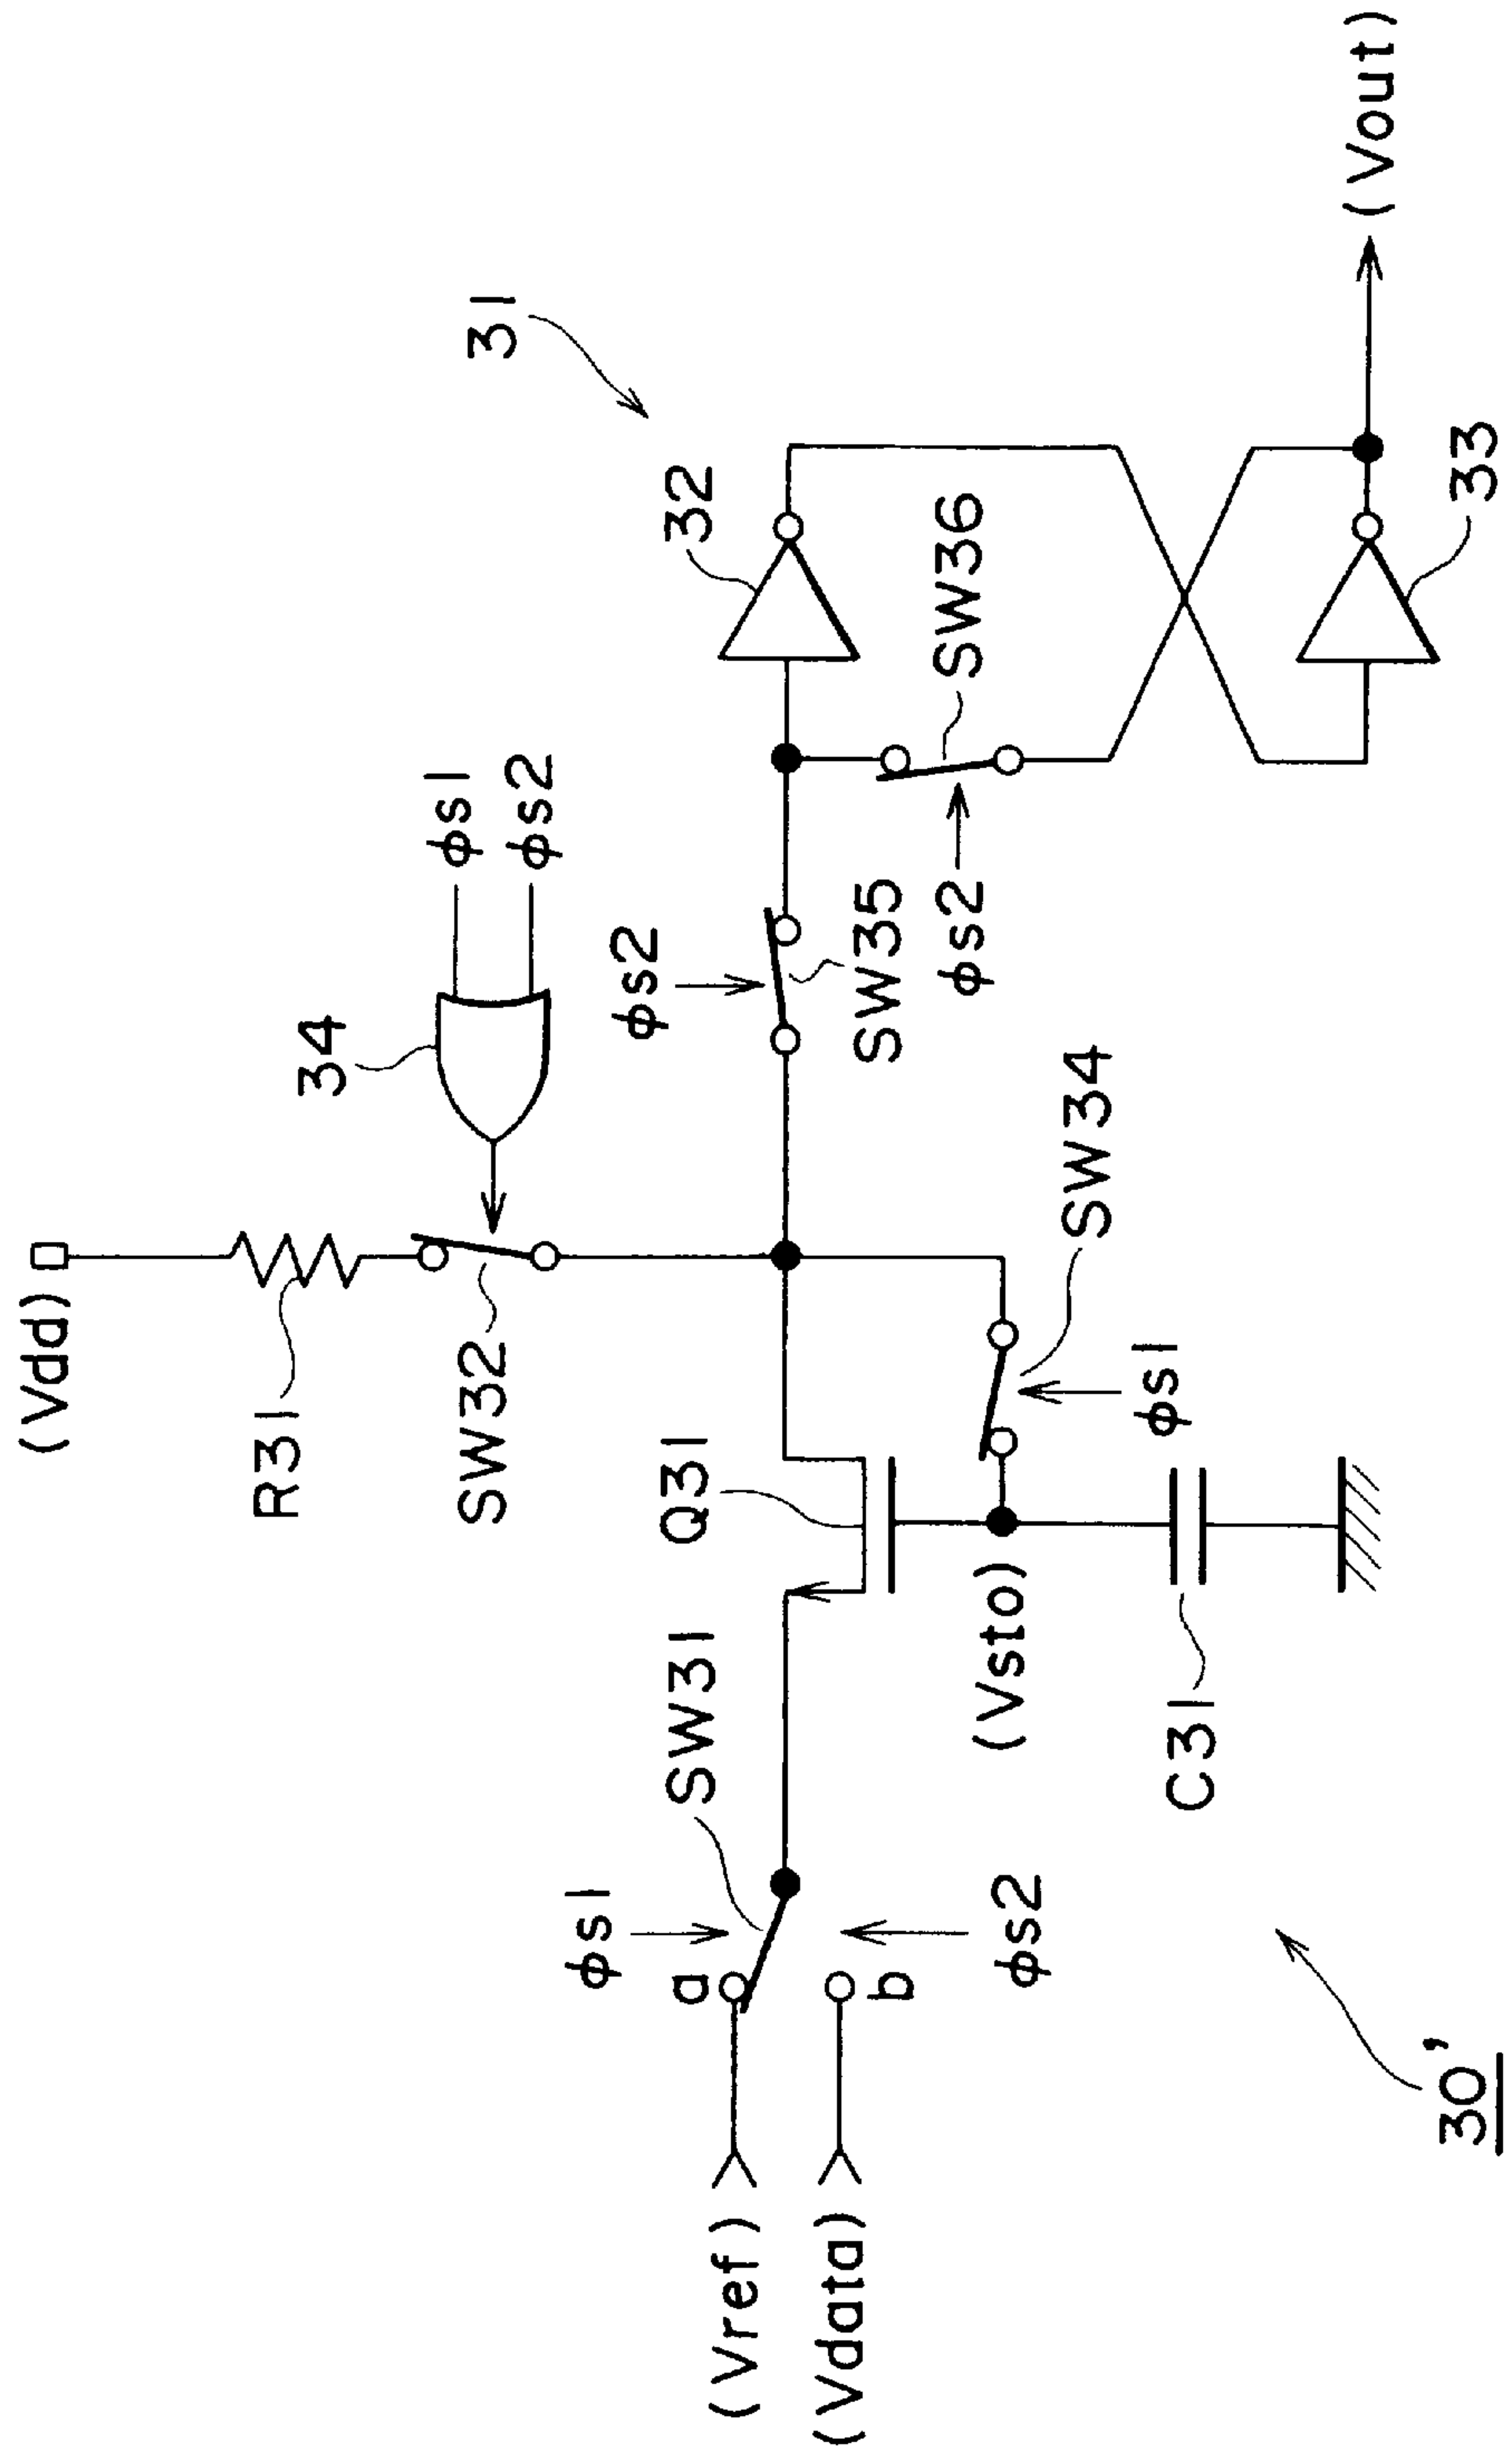 (Vdd)
R31
SW32
34
φs1
φs2
31
φs1
a
SW31
Q31
φs2
32
(Vref)
(Vdata)
b
φs2
(Vsto)
SW34
SW35
φs2
SW36
C31
φs1
(Vout)
33
30'